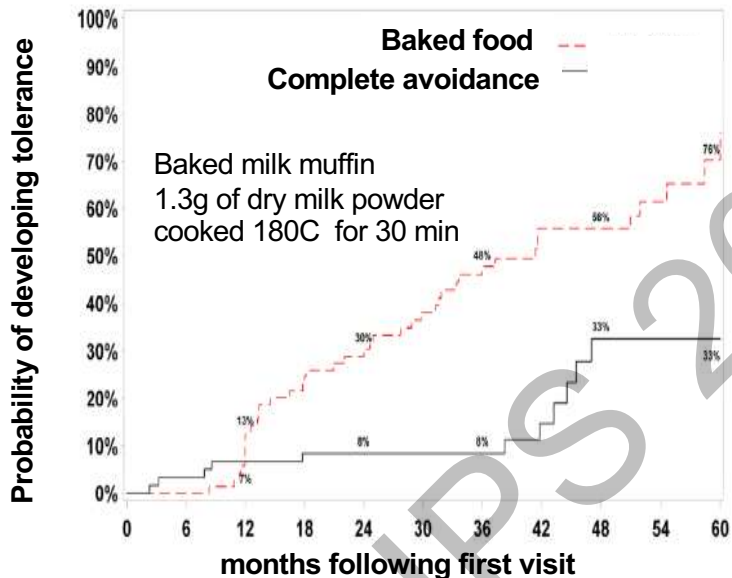 Probability of developing tolerance
100%
90%
80%
70%
60%
50%
40%
30%
20%
10%
0%
Baked food
Complete avoidance
Baked milk muffin
1.3g of dry milk powder
cooked 180C for 30 min
13%
7%
30%
8%
48%
8%
33%
76%
33%
0 6 12 18 24 30 36 42 48 54 60
months following first visit